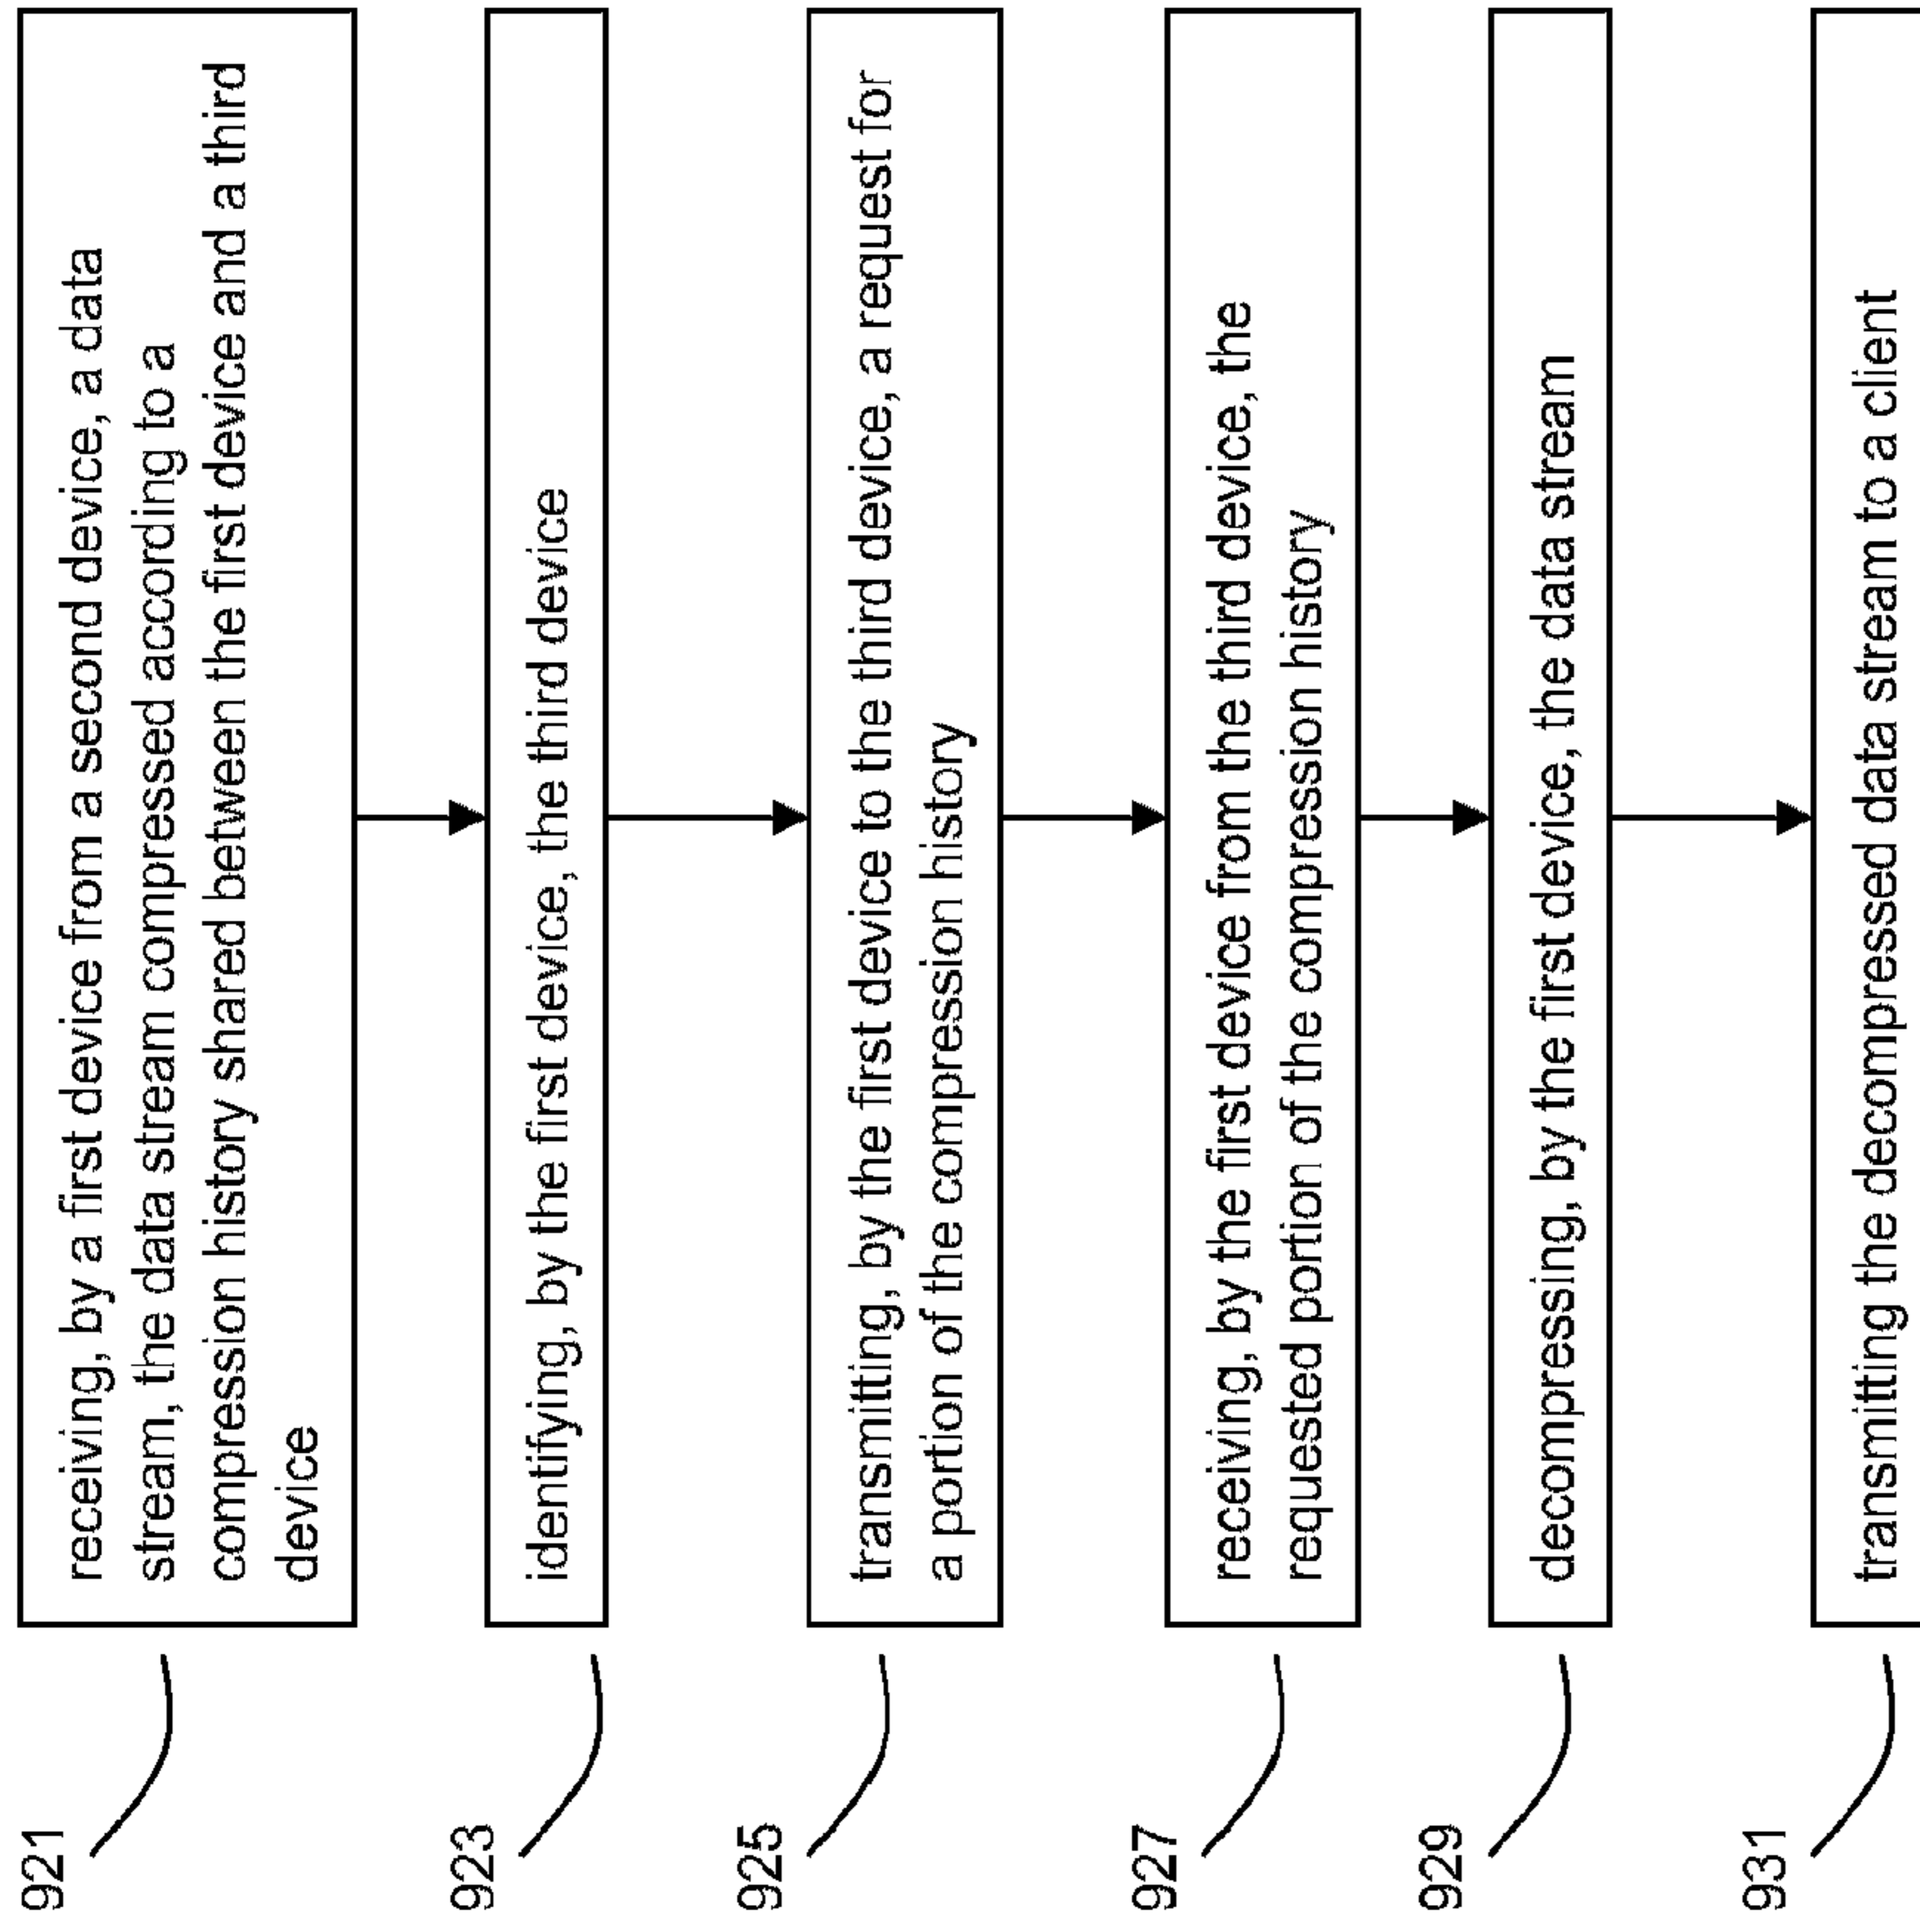 921
receiving, by a first device from a second device, a data
stream, the data stream compressed according to a
compression history shared between the first device and a third
device
923
identifying, by the first device, the third device
925
transmitting, by the first device to the third device, a request for
a portion of the compression history
927
receiving, by the first device from the third device, the
requested portion of the compression history
929
decompressing, by the first device, the data stream
931
transmitting the decompressed data stream to a client